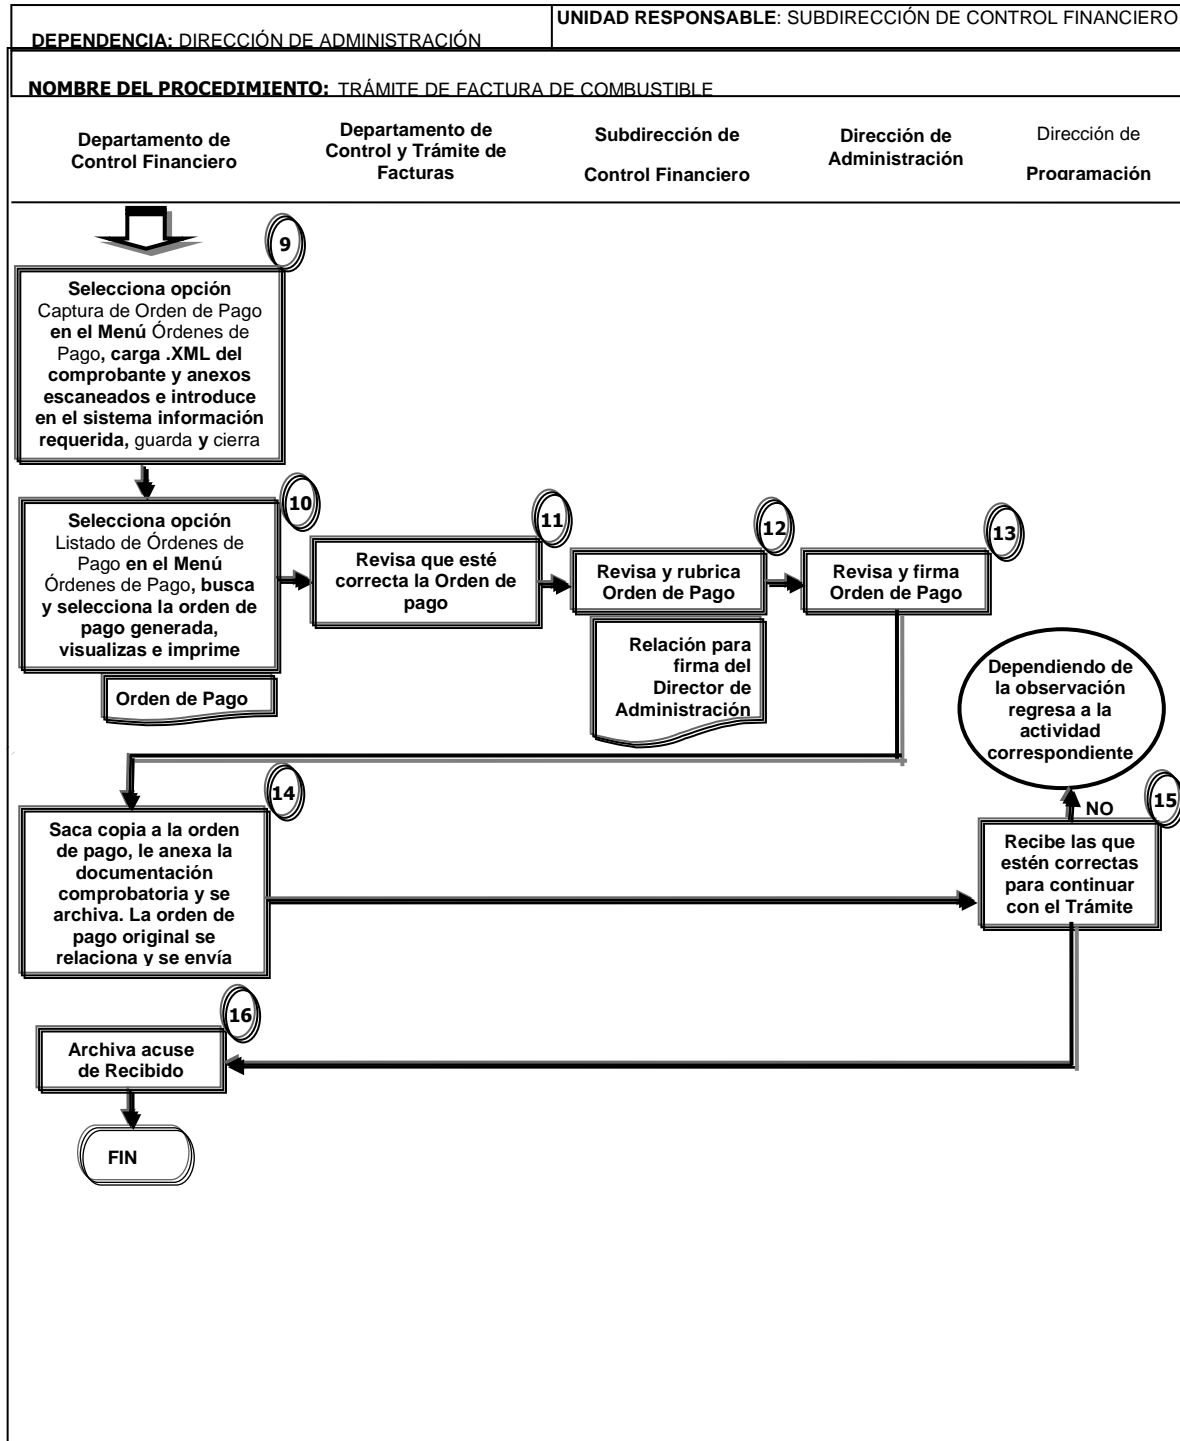 UNIDAD RESPONSABLE: SUBDIRECCIÓN DE CONTROL FINANCIERO
DEPENDENCIA: DIRECCIÓN DE ADMINISTRACIÓN
NOMBRE DEL PROCEDIMIENTO: TRÁMITE DE FACTURA DE COMBUSTIBLE
Departamento de
Control Financiero
Departamento de
Control y Trámite de
Facturas
Subdirección de
Control Financiero
Dirección de
Administración
Dirección de
Programación
9
Selecciona opción
Captura de Orden de Pago
en el Menú Órdenes de
Pago, carga .XML del
comprobante y anexos
escaneados e introduce
en el sistema información
requerida, guarda y cierra
10
Selecciona opción
Listado de Órdenes de
Pago en el Menú
Órdenes de Pago, busca
y selecciona la orden de
pago generada,
visualizas e imprime
Orden de Pago
11
Revisa que esté
correcta la Orden de
pago
12
Revisa y rubrica
Orden de Pago
Relación para
firma del
Director de
Administración
13
Revisa y firma
Orden de Pago
Dependiendo de
la observación
regresa a la
actividad
correspondiente
14
Saca copia a la orden
de pago, le anexa la
documentación
comprobatoria y se
archiva. La orden de
pago original se
relaciona y se envía
NO
15
Recibe las que
estén correctas
para continuar
con el Trámite
16
Archiva acuse
de Recibido
FIN